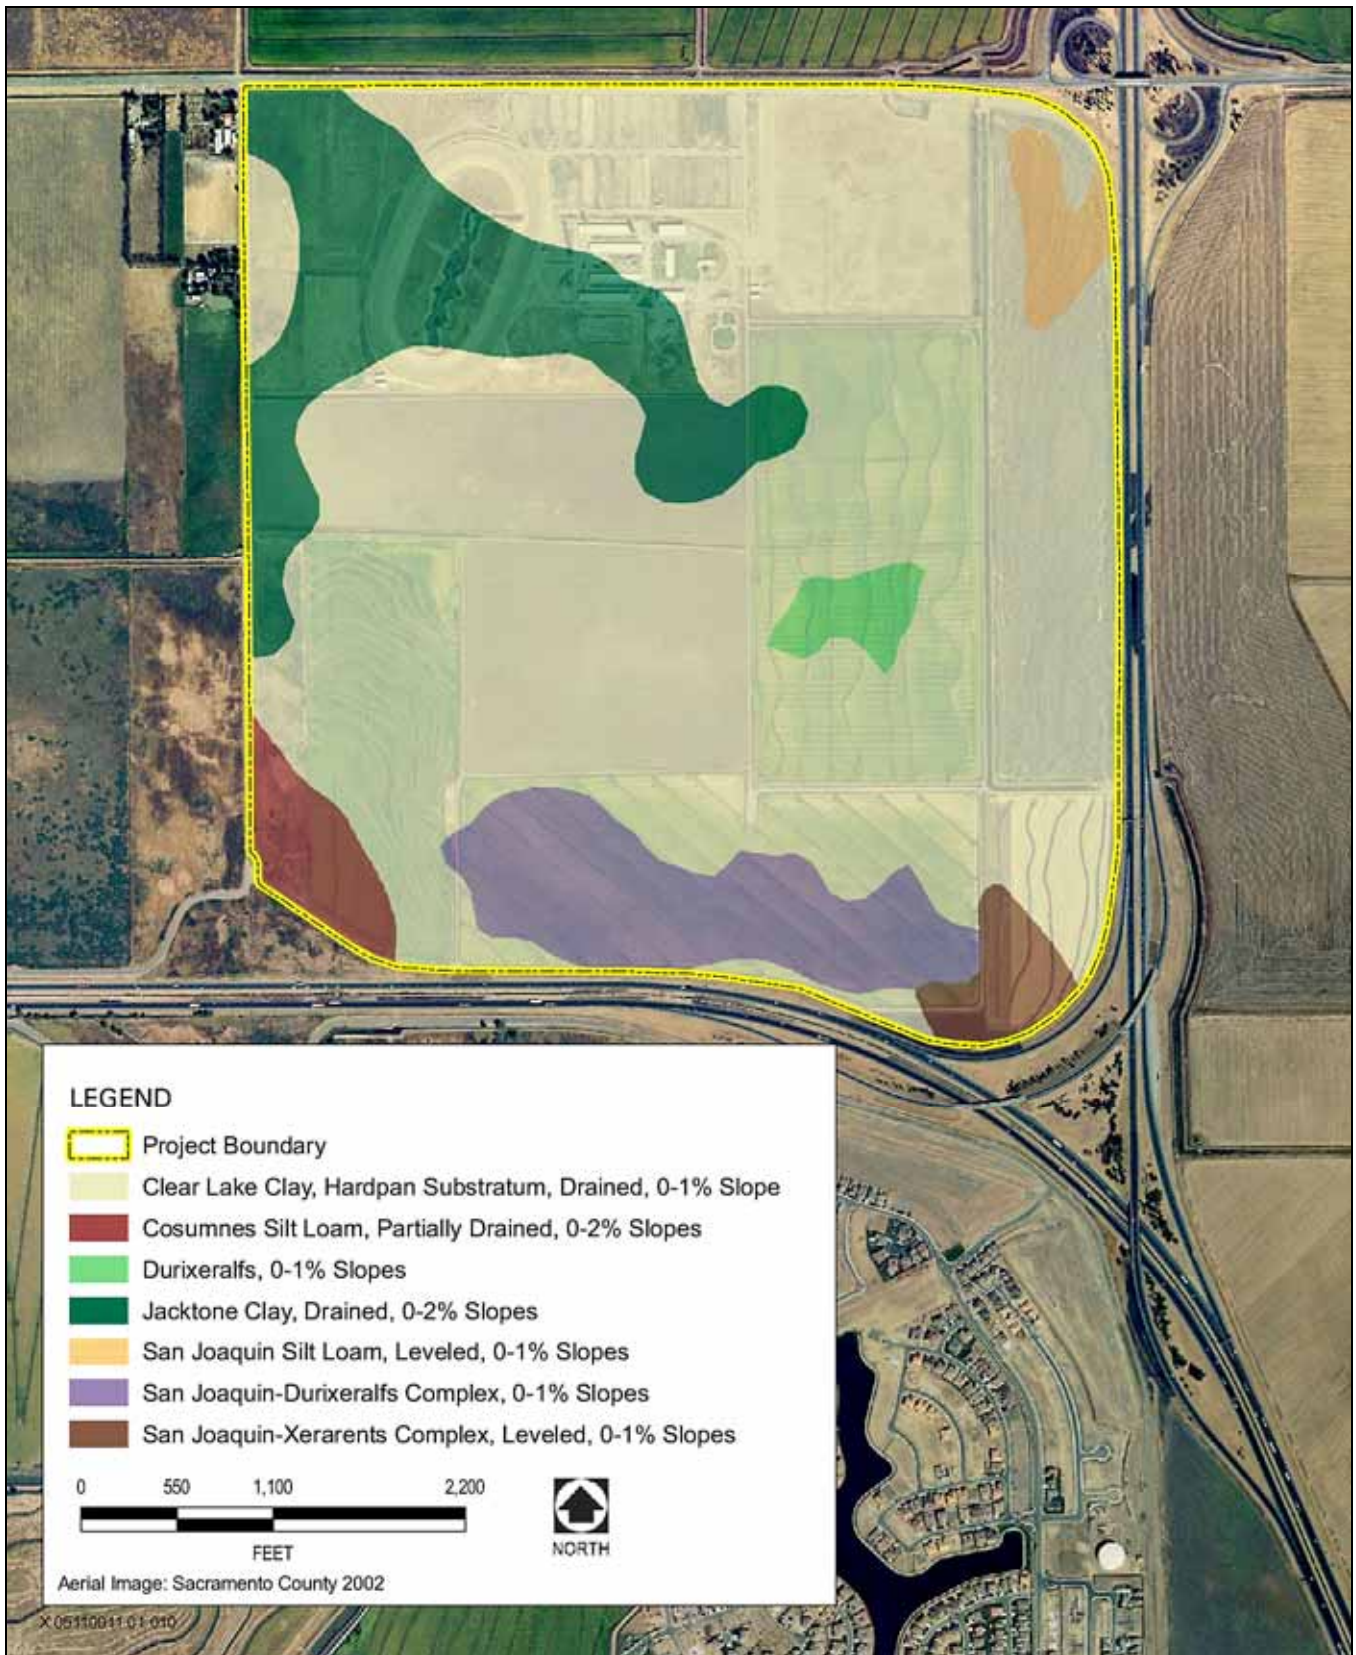 LEGEND
Project Boundary
Clear Lake Clay, Hardpan Substratum, Drained, 0-1% Slope
Cosumnes Silt Loam, Partially Drained, 0-2% Slopes
Durixeralfs, 0-1% Slopes
Jacktone Clay, Drained, 0-2% Slopes
San Joaquin Silt Loam, Leveled, 0-1% Slopes
San Joaquin-Durixeralfs Complex, 0-1% Slopes
San Joaquin-Xerarents Complex, Leveled, 0-1% Slopes
0 550 1,100 2,200
FEET
NORTH
Aerial Image: Sacramento County 2002
X 05110011 01 010